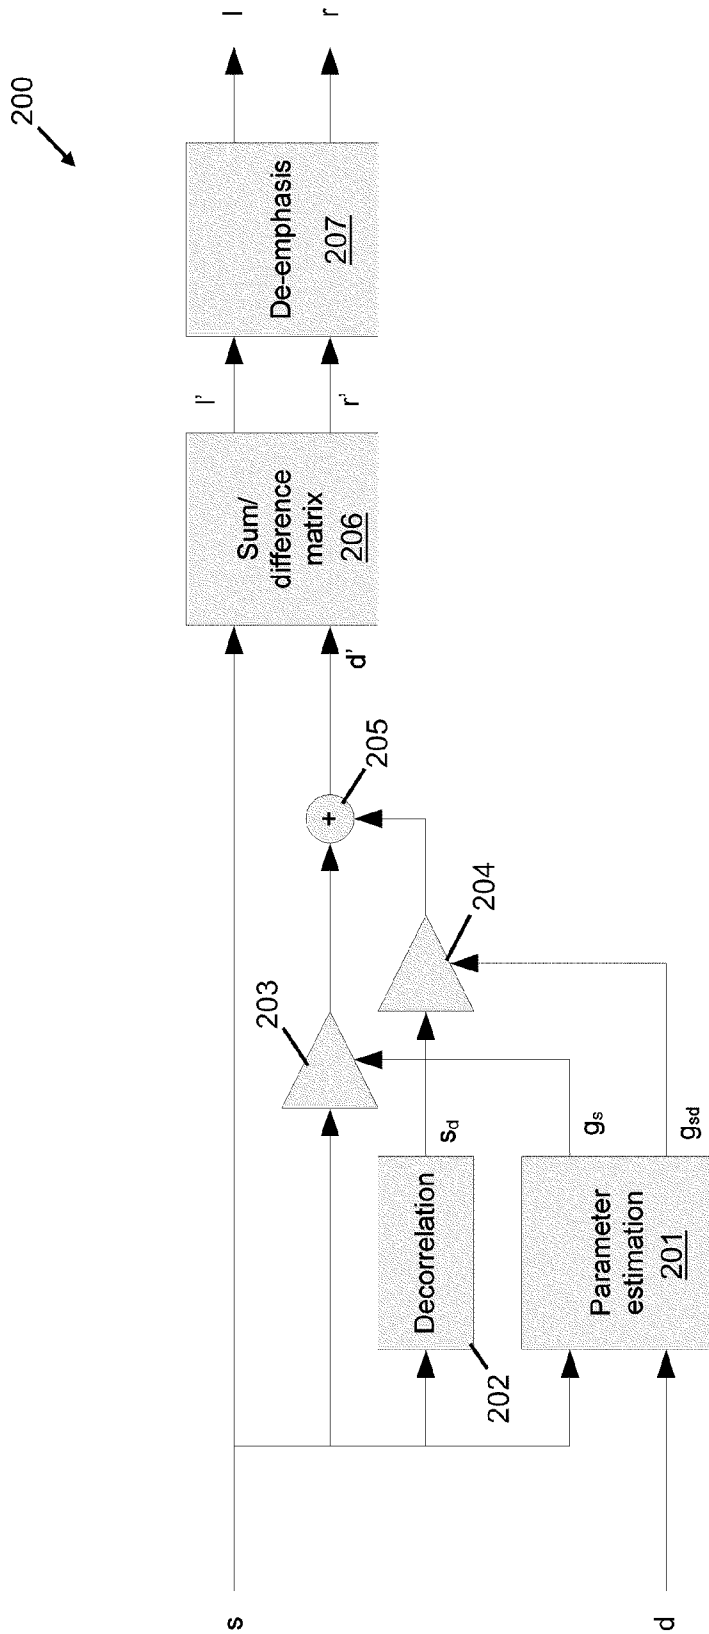 200
s
d
Decorrelation
202
Parameter
estimation
201
sd
gs
gsd
203
204
+
205
d'
Sum/
difference
matrix
206
l'
r'
De-emphasis
207
l
r